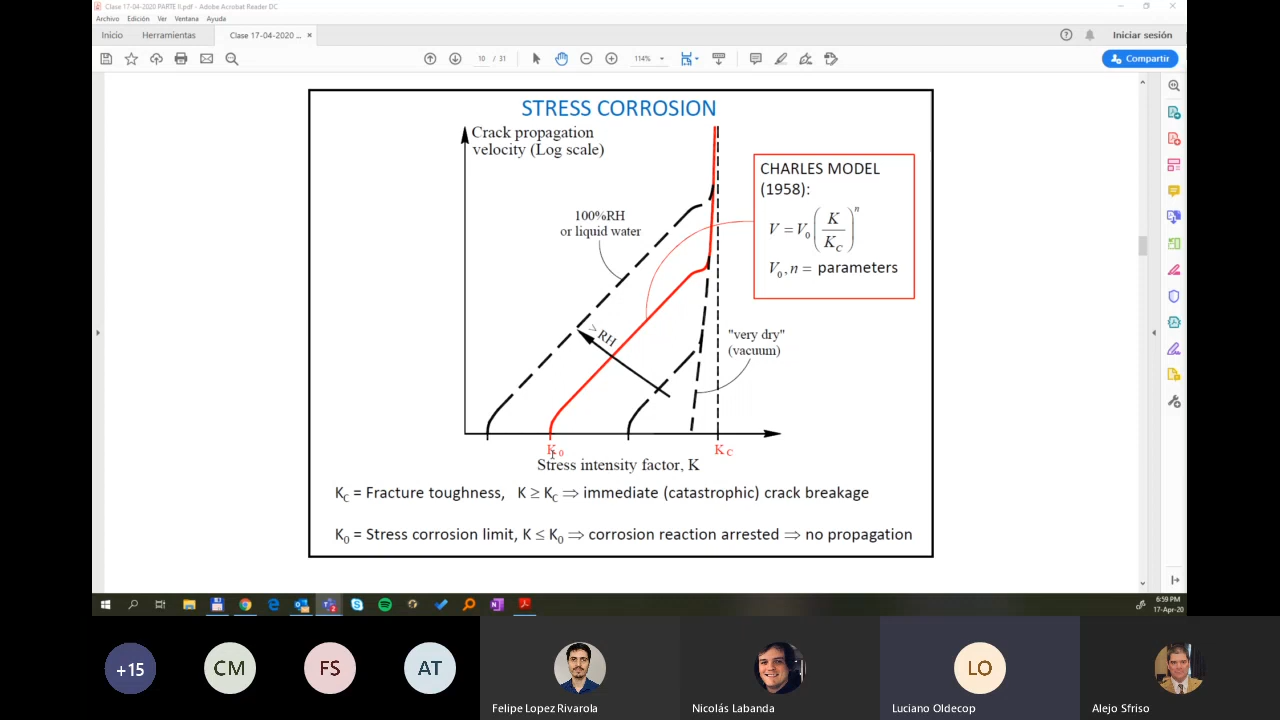 Clase 17-04-2020 PARTE II.pdf - Adobe Acrobat Reader DC
Archivo Edición Ver Ventana Ayuda
Inicio Herramientas Clase 17-04-2020 ... × Iniciar sesión
10 / 31 114% Compartir
STRESS CORROSION
Crack propagation
velocity (Log scale)
100%RH
or liquid water
> RH
CHARLES MODEL
(1958):
V = V₀ (K / K_C)ⁿ
V₀, n = parameters
"very dry"
(vacuum)
K₀ K_C
Stress intensity factor, K
K_C = Fracture toughness, K ≥ K_C ⇒ immediate (catastrophic) crack breakage
K₀ = Stress corrosion limit, K ≤ K₀ ⇒ corrosion reaction arrested ⇒ no propagation
6:59 PM
17-Apr-20
+15 CM FS AT LO
Felipe Lopez Rivarola Nicolás Labanda Luciano Oldecop Alejo Sfriso